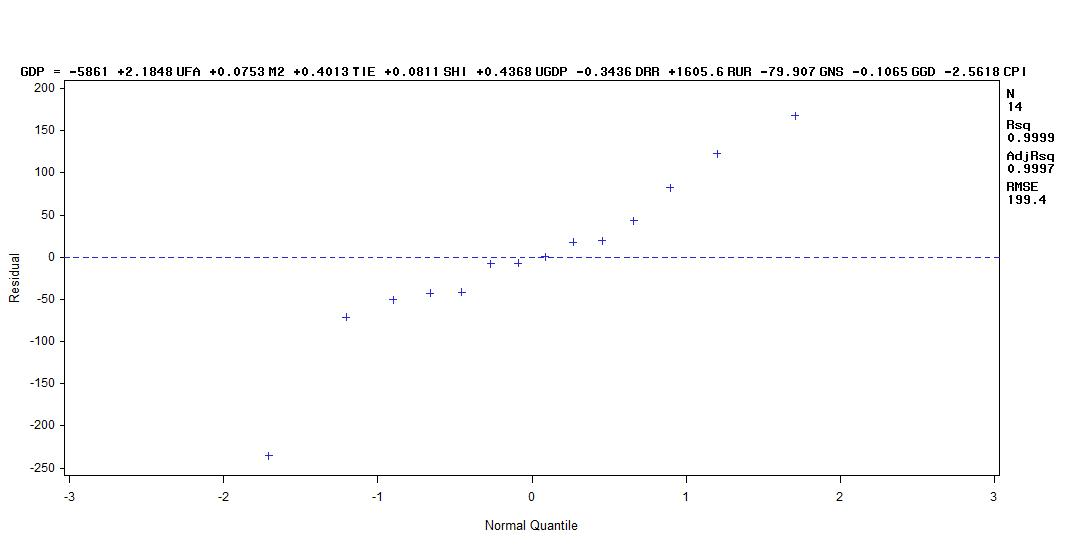 GDP = -5861 +2.1848 UFA +0.0753 M2 +0.4013 TIE +0.0811 SHI +0.4368 UGDP -0.3436 DRR +1605.6 RUR -79.907 GNS -0.1065 GGD -2.5618 CPI
N
14
Rsq
0.9999
AdjRsq
0.9997
RMSE
199.4
200
150
100
50
0
-50
-100
-150
-200
-250
Residual
-3 -2 -1 0 1 2 3
Normal Quantile